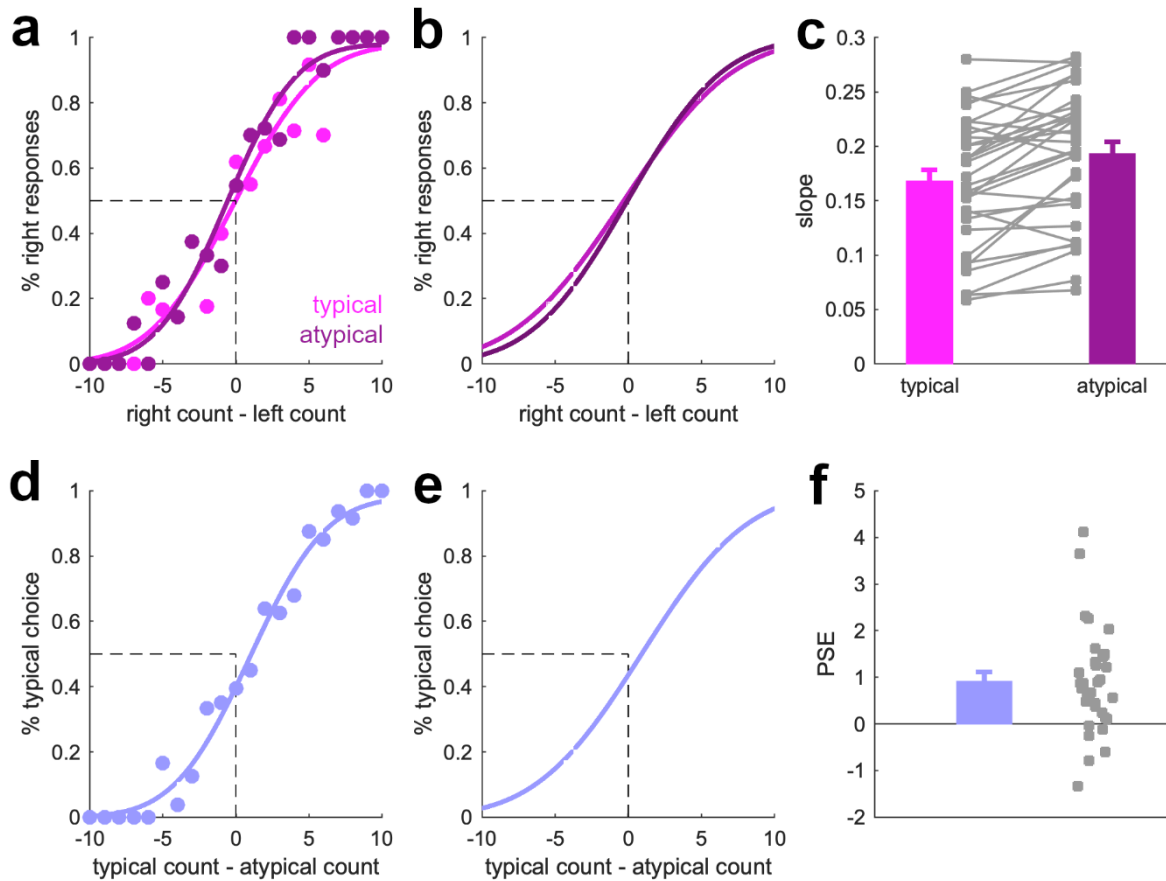 a
1
0.8
0.6
0.4
0.2
0
% right responses
typical
atypical
-10
-5
0
5
10
right count - left count
b
1
0.8
0.6
0.4
0.2
0
% right responses
-10
-5
0
5
10
right count - left count
c
0.3
0.25
0.2
0.15
0.1
0.05
0
slope
typical
atypical
d
1
0.8
0.6
0.4
0.2
0
% typical choice
-10
-5
0
5
10
typical count - atypical count
e
1
0.8
0.6
0.4
0.2
0
% typical choice
-10
-5
0
5
10
typical count - atypical count
f
5
4
3
2
1
0
-1
-2
PSE